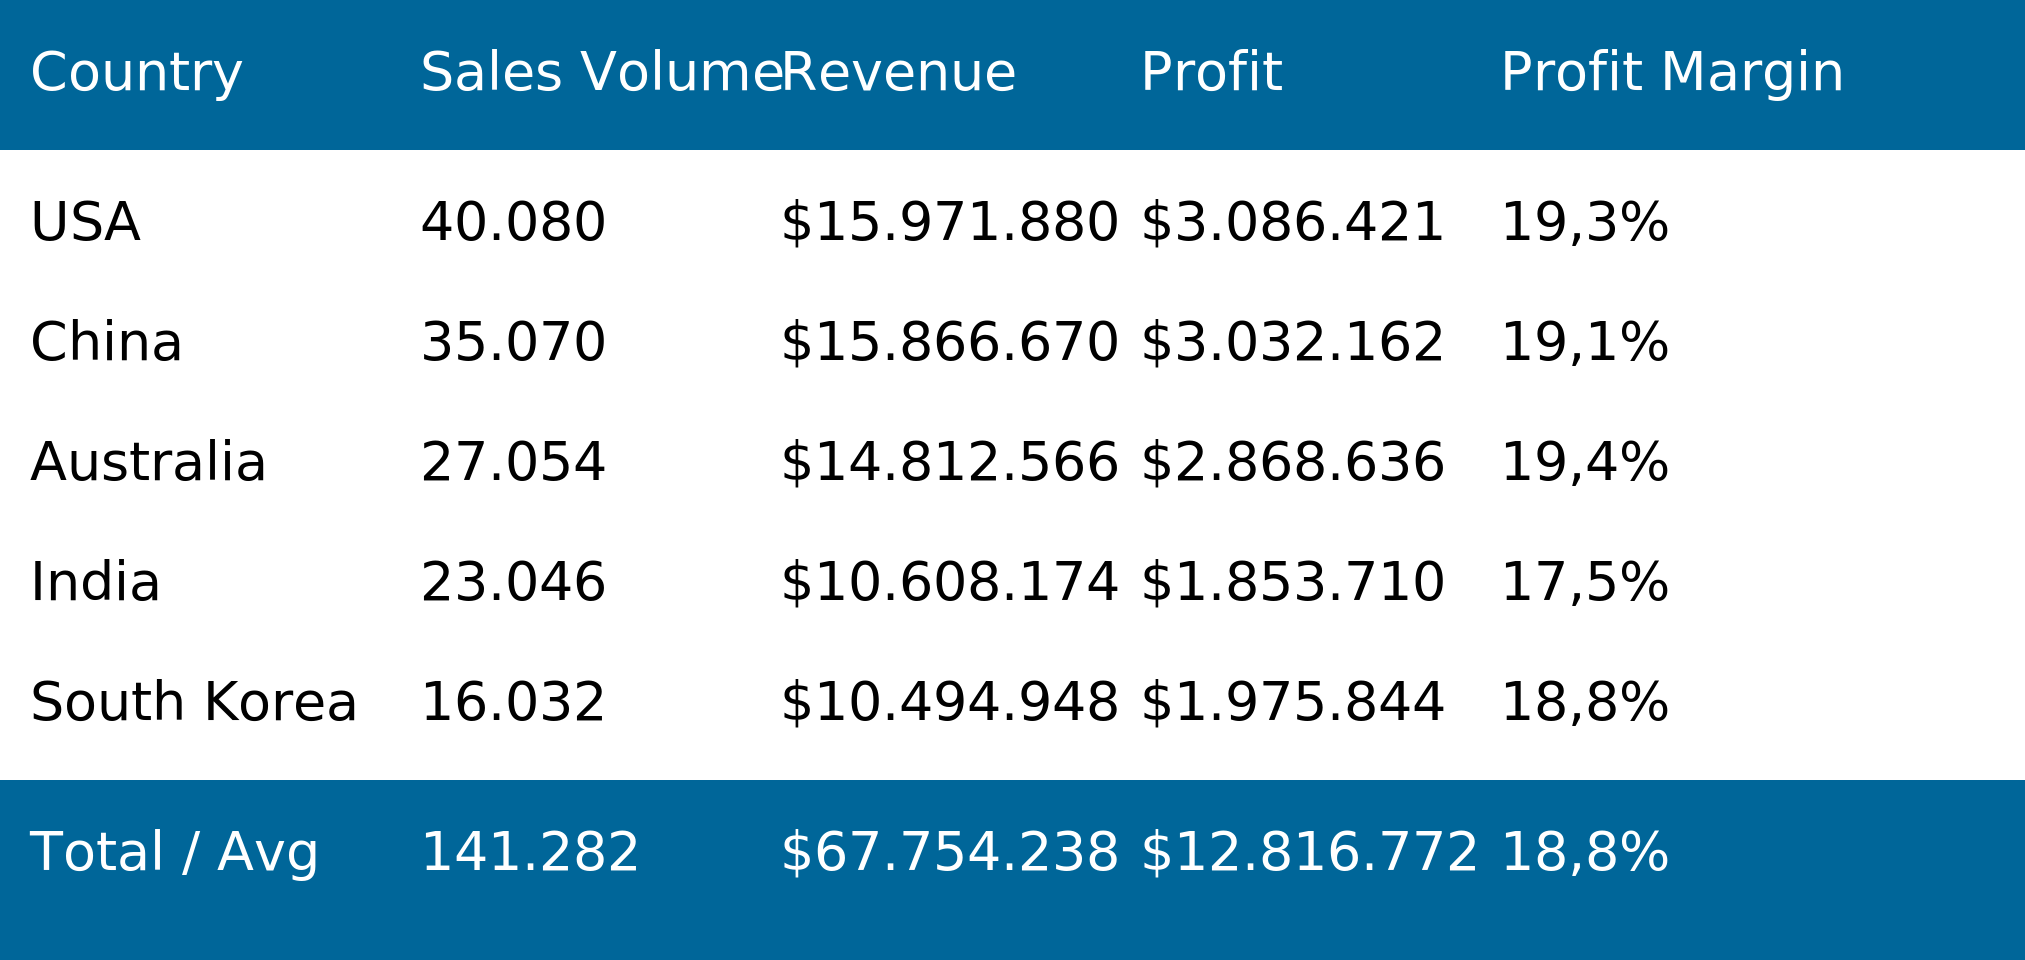 Country Sales Volume Revenue Profit Profit Margin
USA 40.080 $15.971.880 $3.086.421 19,3%
China 35.070 $15.866.670 $3.032.162 19,1%
Australia 27.054 $14.812.566 $2.868.636 19,4%
India 23.046 $10.608.174 $1.853.710 17,5%
South Korea 16.032 $10.494.948 $1.975.844 18,8%
Total / Avg 141.282 $67.754.238 $12.816.772 18,8%